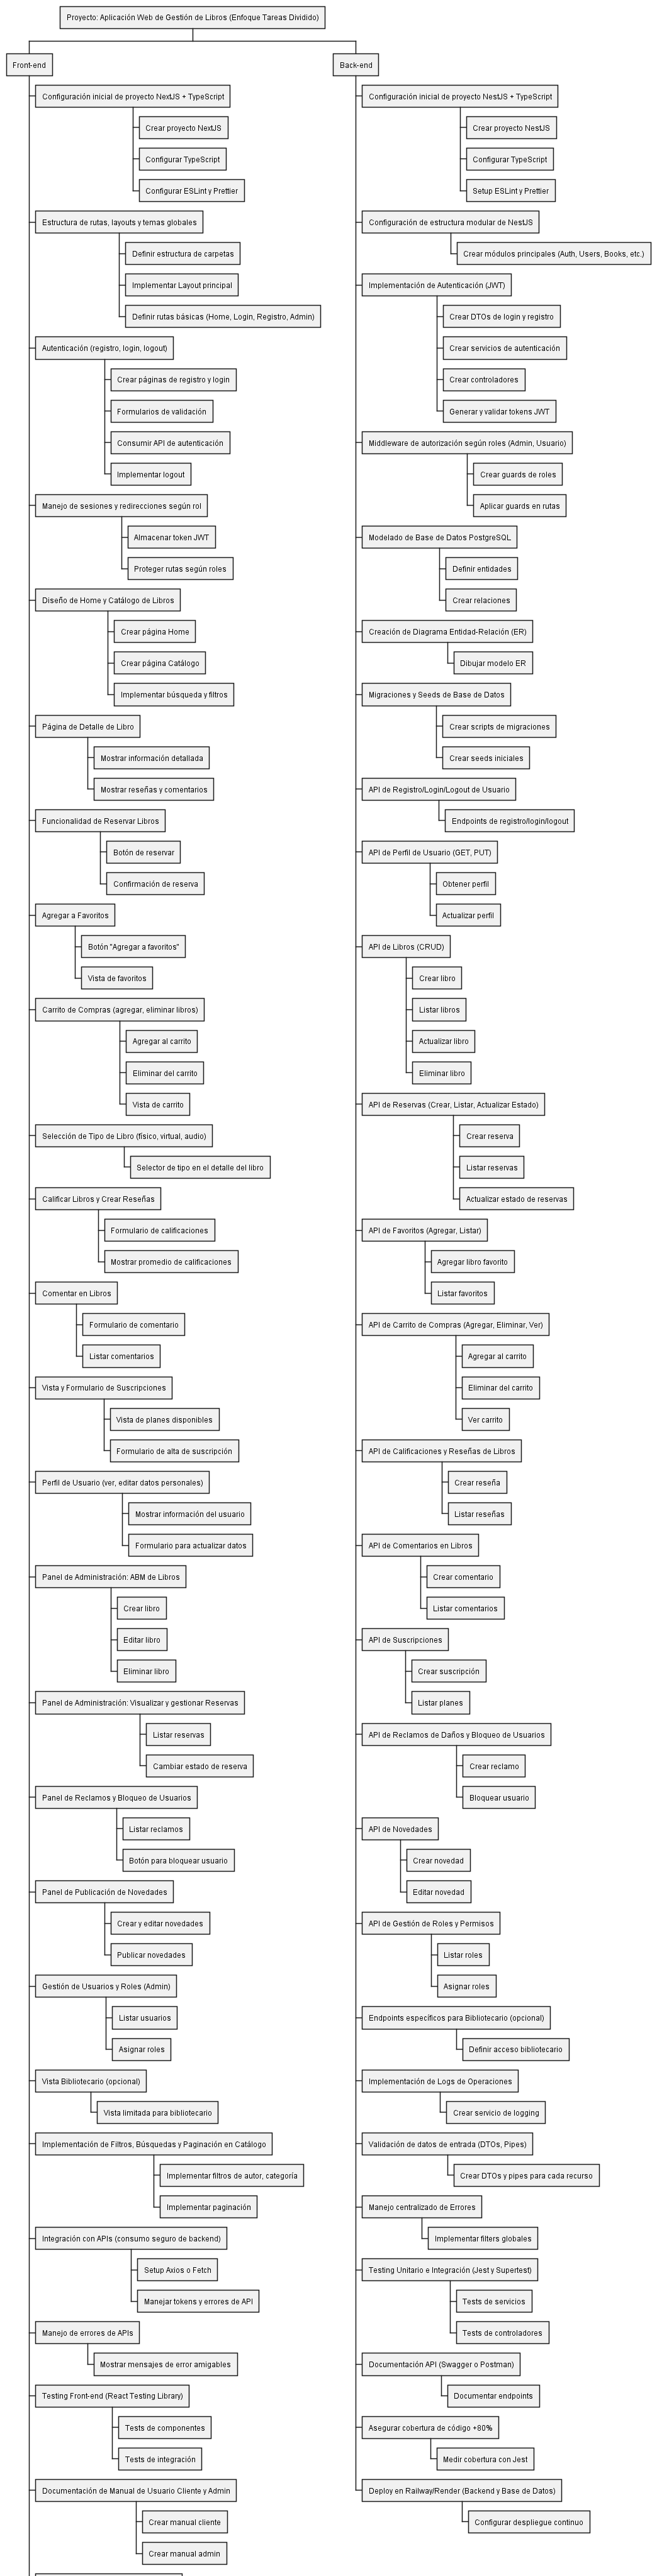 Proyecto: Aplicación Web de Gestión de Libros (Enfoque Tareas Dividido)
Front-end
Configuración inicial de proyecto NextJS + TypeScript
Crear proyecto NextJS
Configurar TypeScript
Configurar ESLint y Prettier
Estructura de rutas, layouts y temas globales
Definir estructura de carpetas
Implementar Layout principal
Definir rutas básicas (Home, Login, Registro, Admin)
Autenticación (registro, login, logout)
Crear páginas de registro y login
Formularios de validación
Consumir API de autenticación
Implementar logout
Manejo de sesiones y redirecciones según rol
Almacenar token JWT
Proteger rutas según roles
Diseño de Home y Catálogo de Libros
Crear página Home
Crear página Catálogo
Implementar búsqueda y filtros
Página de Detalle de Libro
Mostrar información detallada
Mostrar reseñas y comentarios
Funcionalidad de Reservar Libros
Botón de reservar
Confirmación de reserva
Agregar a Favoritos
Botón "Agregar a favoritos"
Vista de favoritos
Carrito de Compras (agregar, eliminar libros)
Agregar al carrito
Eliminar del carrito
Vista de carrito
Selección de Tipo de Libro (físico, virtual, audio)
Selector de tipo en el detalle del libro
Calificar Libros y Crear Reseñas
Formulario de calificaciones
Mostrar promedio de calificaciones
Comentar en Libros
Formulario de comentario
Listar comentarios
Vista y Formulario de Suscripciones
Vista de planes disponibles
Formulario de alta de suscripción
Perfil de Usuario (ver, editar datos personales)
Mostrar información del usuario
Formulario para actualizar datos
Panel de Administración: ABM de Libros
Crear libro
Editar libro
Eliminar libro
Panel de Administración: Visualizar y gestionar Reservas
Listar reservas
Cambiar estado de reserva
Panel de Reclamos y Bloqueo de Usuarios
Listar reclamos
Botón para bloquear usuario
Panel de Publicación de Novedades
Crear y editar novedades
Publicar novedades
Gestión de Usuarios y Roles (Admin)
Listar usuarios
Asignar roles
Vista Bibliotecario (opcional)
Vista limitada para bibliotecario
Implementación de Filtros, Búsquedas y Paginación en Catálogo
Implementar filtros de autor, categoría
Implementar paginación
Integración con APIs (consumo seguro de backend)
Setup Axios o Fetch
Manejar tokens y errores de API
Manejo de errores de APIs
Mostrar mensajes de error amigables
Testing Front-end (React Testing Library)
Tests de componentes
Tests de integración
Documentación de Manual de Usuario Cliente y Admin
Crear manual cliente
Crear manual admin
Back-end
Configuración inicial de proyecto NestJS + TypeScript
Crear proyecto NestJS
Configurar TypeScript
Setup ESLint y Prettier
Configuración de estructura modular de NestJS
Crear módulos principales (Auth, Users, Books, etc.)
Implementación de Autenticación (JWT)
Crear DTOs de login y registro
Crear servicios de autenticación
Crear controladores
Generar y validar tokens JWT
Middleware de autorización según roles (Admin, Usuario)
Crear guards de roles
Aplicar guards en rutas
Modelado de Base de Datos PostgreSQL
Definir entidades
Crear relaciones
Creación de Diagrama Entidad-Relación (ER)
Dibujar modelo ER
Migraciones y Seeds de Base de Datos
Crear scripts de migraciones
Crear seeds iniciales
API de Registro/Login/Logout de Usuario
Endpoints de registro/login/logout
API de Perfil de Usuario (GET, PUT)
Obtener perfil
Actualizar perfil
API de Libros (CRUD)
Crear libro
Listar libros
Actualizar libro
Eliminar libro
API de Reservas (Crear, Listar, Actualizar Estado)
Crear reserva
Listar reservas
Actualizar estado de reservas
API de Favoritos (Agregar, Listar)
Agregar libro favorito
Listar favoritos
API de Carrito de Compras (Agregar, Eliminar, Ver)
Agregar al carrito
Eliminar del carrito
Ver carrito
API de Calificaciones y Reseñas de Libros
Crear reseña
Listar reseñas
API de Comentarios en Libros
Crear comentario
Listar comentarios
API de Suscripciones
Crear suscripción
Listar planes
API de Reclamos de Daños y Bloqueo de Usuarios
Crear reclamo
Bloquear usuario
API de Novedades
Crear novedad
Editar novedad
API de Gestión de Roles y Permisos
Listar roles
Asignar roles
Endpoints específicos para Bibliotecario (opcional)
Definir acceso bibliotecario
Implementación de Logs de Operaciones
Crear servicio de logging
Validación de datos de entrada (DTOs, Pipes)
Crear DTOs y pipes para cada recurso
Manejo centralizado de Errores
Implementar filters globales
Testing Unitario e Integración (Jest y Supertest)
Tests de servicios
Tests de controladores
Documentación API (Swagger o Postman)
Documentar endpoints
Asegurar cobertura de código +80%
Medir cobertura con Jest
Deploy en Railway/Render (Backend y Base de Datos)
Configurar despliegue continuo